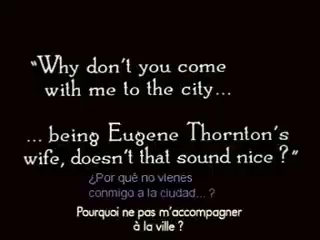 “Why don't you come
with me to the city...
... being Eugene Thornton's
wife, doesn't that sound nice?”
¿Por qué no vienes
conmigo a la ciudad... ?
Pourquoi ne pas m'accompagner
à la ville ?